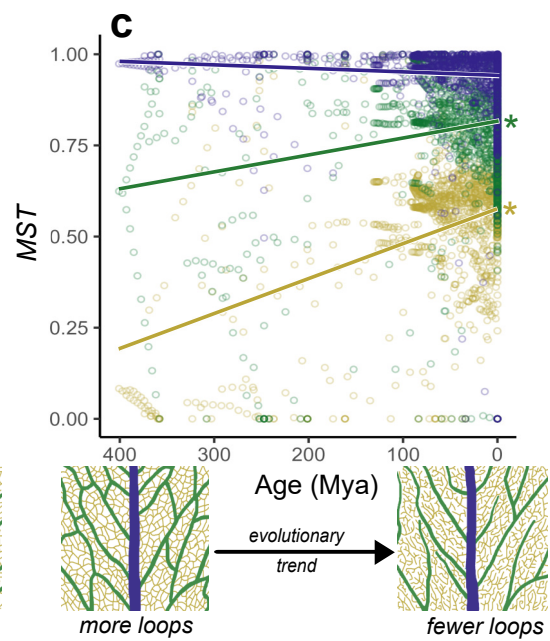 C
1.00
0.75
0.50
0.25
0.00
MST
*
*
400 300 200 100 0
Age (Mya)
evolutionary
trend
more loops
fewer loops